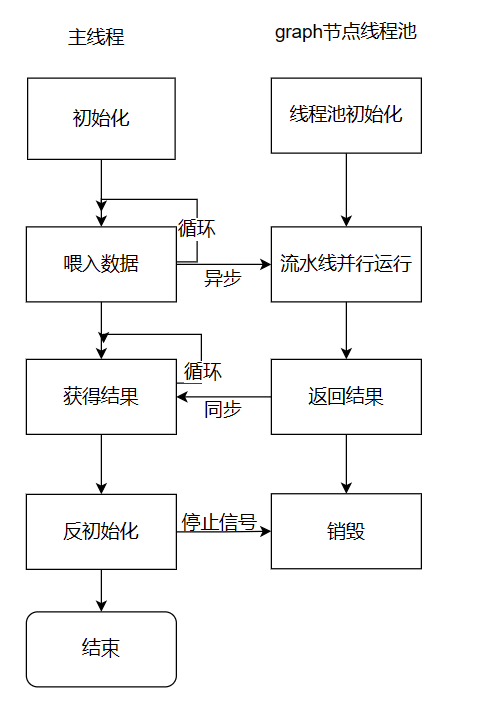 主线程
graph节点线程池
初始化
线程池初始化
循环
喂入数据
异步
流水线并行运行
循环
获得结果
同步
返回结果
反初始化
停止信号
销毁
结束